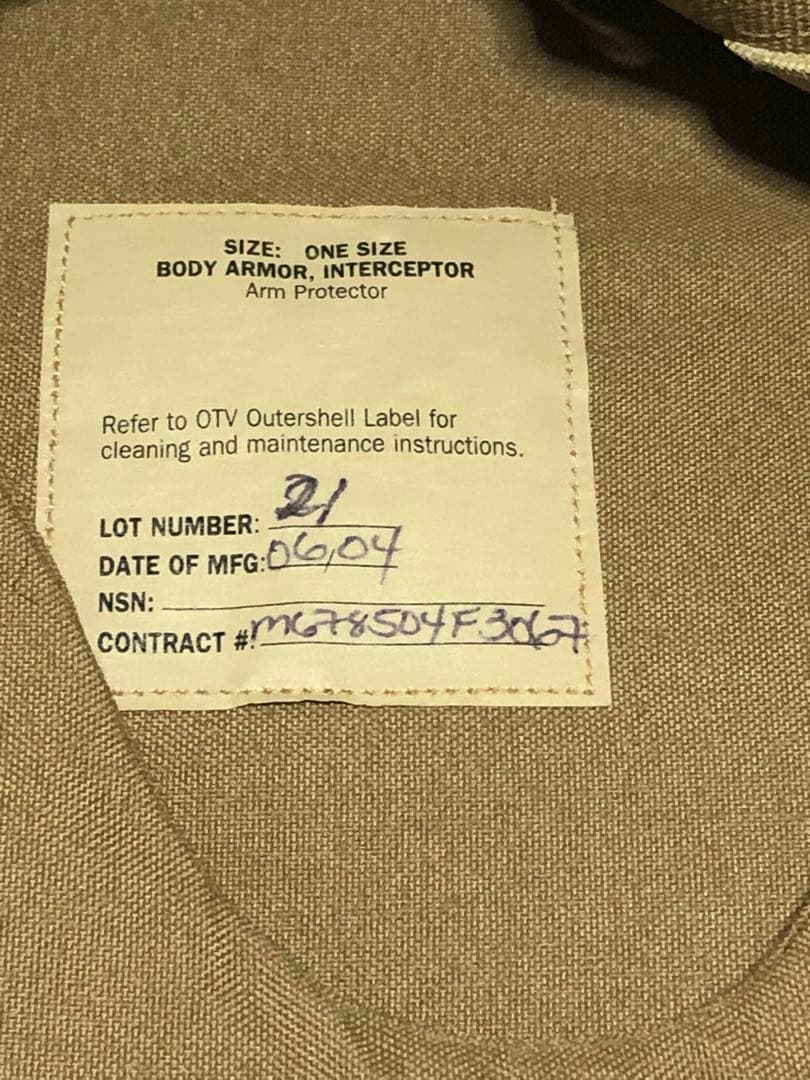 SIZE: ONE SIZE
BODY ARMOR, INTERCEPTOR
Arm Protector
Refer to OTV Outershell Label for
cleaning and maintenance instructions.
LOT NUMBER: 21
DATE OF MFG: 06,04
NSN:
CONTRACT #: M678504F3067